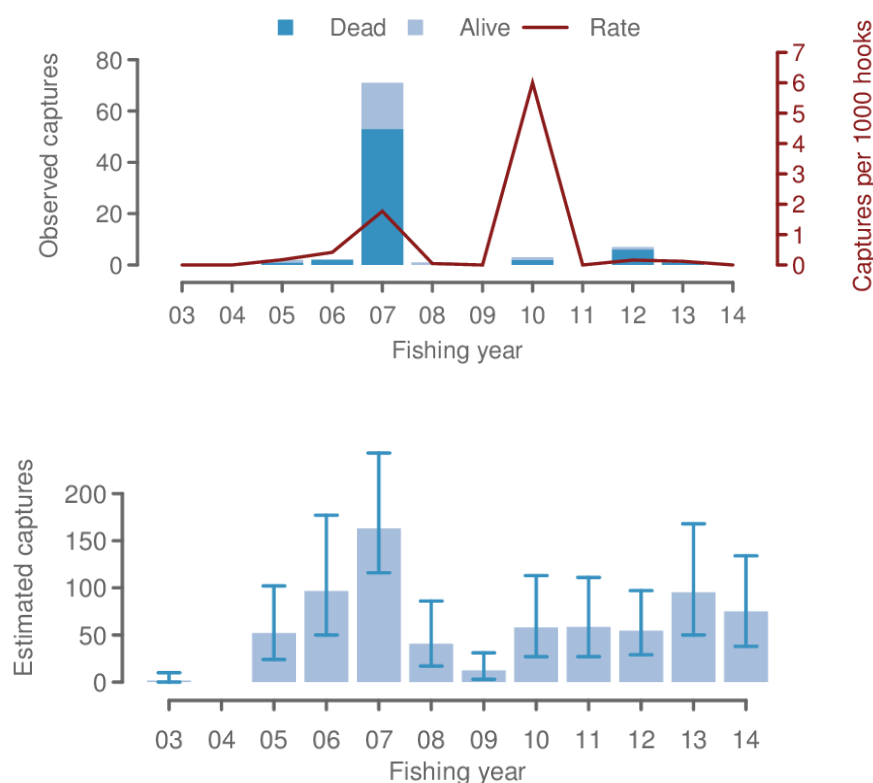 Dead Alive Rate
Observed captures
80
60
40
20
0
7
6
5
4
3
2
1
0
Captures per 1000 hooks
03 04 05 06 07 08 09 10 11 12 13 14
Fishing year
Estimated captures
200
150
100
50
0
03 04 05 06 07 08 09 10 11 12 13 14
Fishing year